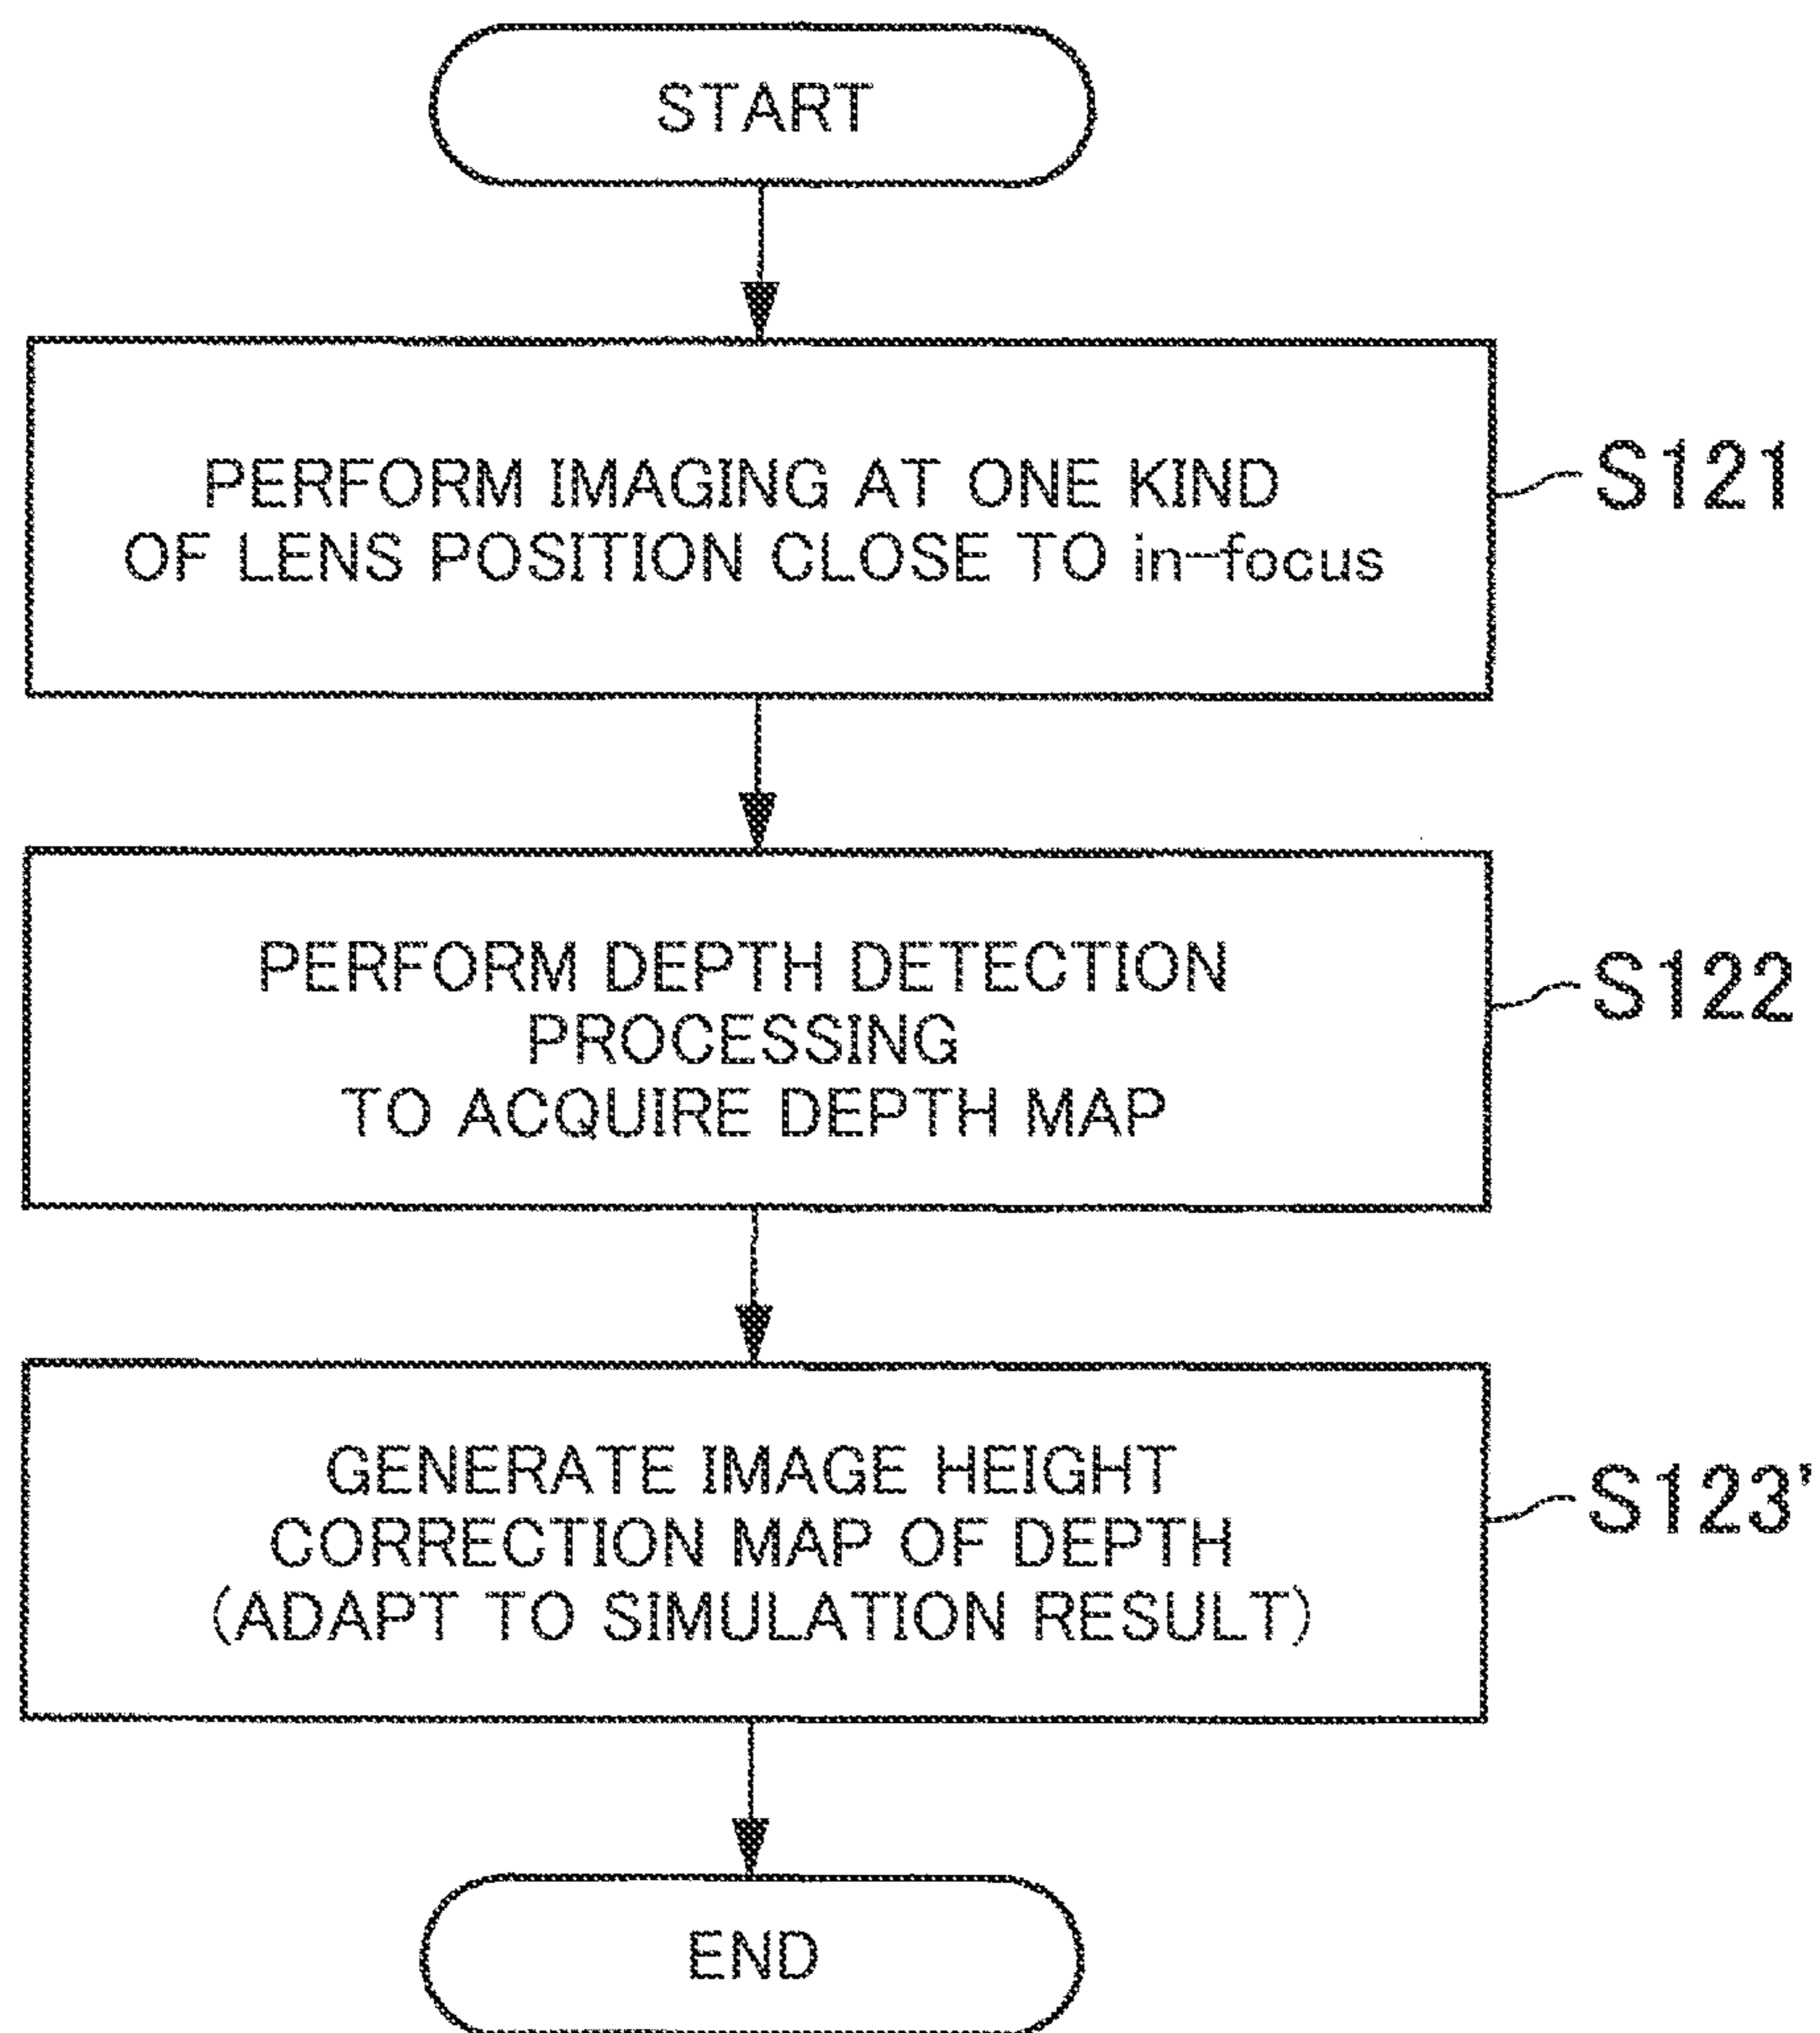 START
PERFORM IMAGING AT ONE KIND
OF LENS POSITION CLOSE TO in-focus
S121
PERFORM DEPTH DETECTION
PROCESSING
TO ACQUIRE DEPTH MAP
S122
GENERATE IMAGE HEIGHT
CORRECTION MAP OF DEPTH
(ADAPT TO SIMULATION RESULT)
S123'
END